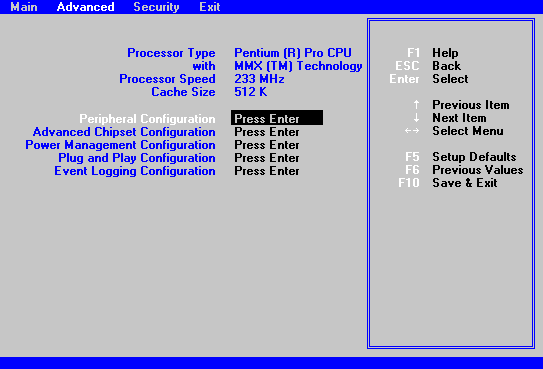 Main Advanced Security Exit
Processor Type Pentium (R) Pro CPU
with MMX (TM) Technology
Processor Speed 233 MHz
Cache Size 512 K
Peripheral Configuration Press Enter
Advanced Chipset Configuration Press Enter
Power Management Configuration Press Enter
Plug and Play Configuration Press Enter
Event Logging Configuration Press Enter
F1 Help
ESC Back
Enter Select
↑ Previous Item
↓ Next Item
←→ Select Menu
F5 Setup Defaults
F6 Previous Values
F10 Save & Exit